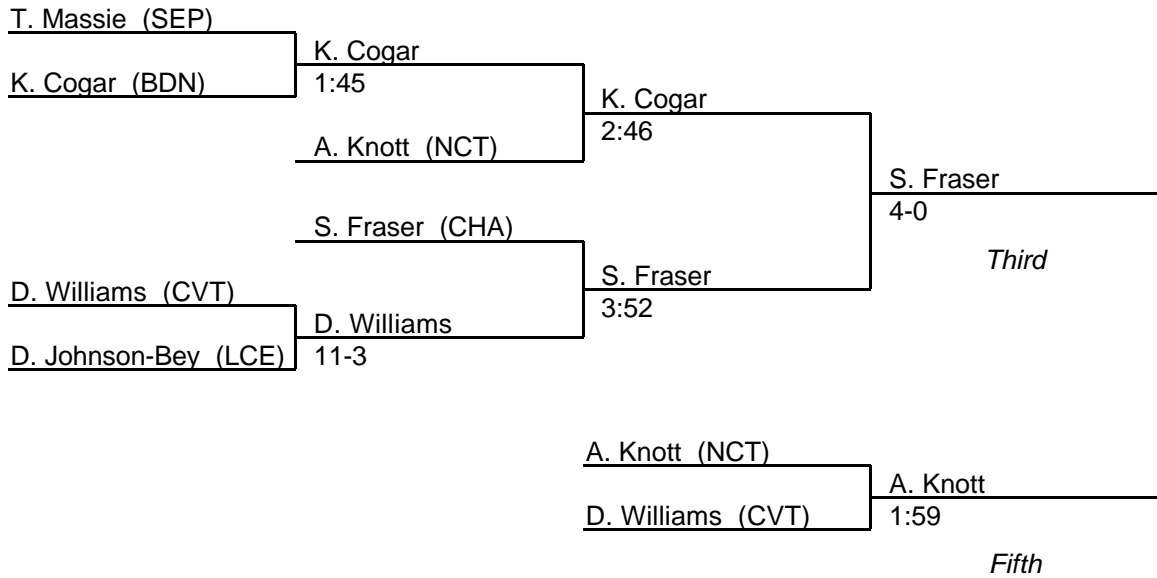 T. Massie (SEP)
K. Cogar
K. Cogar (BDN)
1:45
K. Cogar
2:46
A. Knott (NCT)
S. Fraser
4-0
S. Fraser (CHA)
Third
S. Fraser
D. Williams (CVT)
3:52
D. Williams
D. Johnson-Bey (LCE)
11-3
A. Knott (NCT)
A. Knott
D. Williams (CVT)
1:59
Fifth